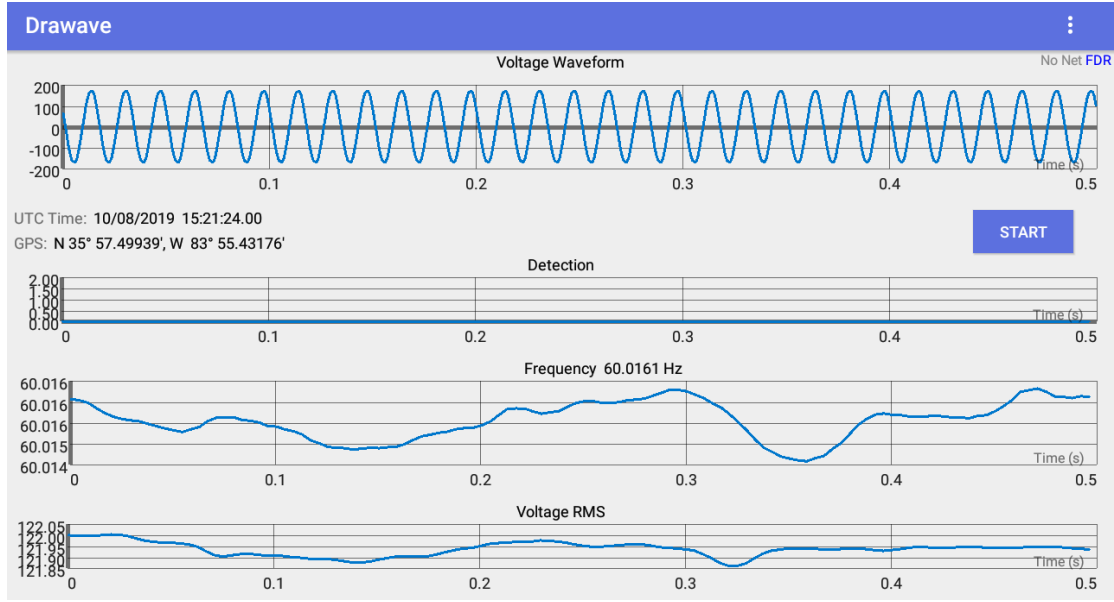 Drawave
Voltage Waveform
No Net FDR
200
100
0
-100
-200
Time (s)
0 0.1 0.2 0.3 0.4 0.5
UTC Time: 10/08/2019 15:21:24.00
START
GPS: N 35° 57.49939', W 83° 55.43176'
Detection
2.00
1.50
1.00
0.50
0.00
Time (s)
0 0.1 0.2 0.3 0.4 0.5
Frequency 60.0161 Hz
60.016
60.016
60.016
60.015
60.014
Time (s)
0 0.1 0.2 0.3 0.4 0.5
Voltage RMS
122.05
122.00
121.95
121.90
121.85
Time (s)
0 0.1 0.2 0.3 0.4 0.5